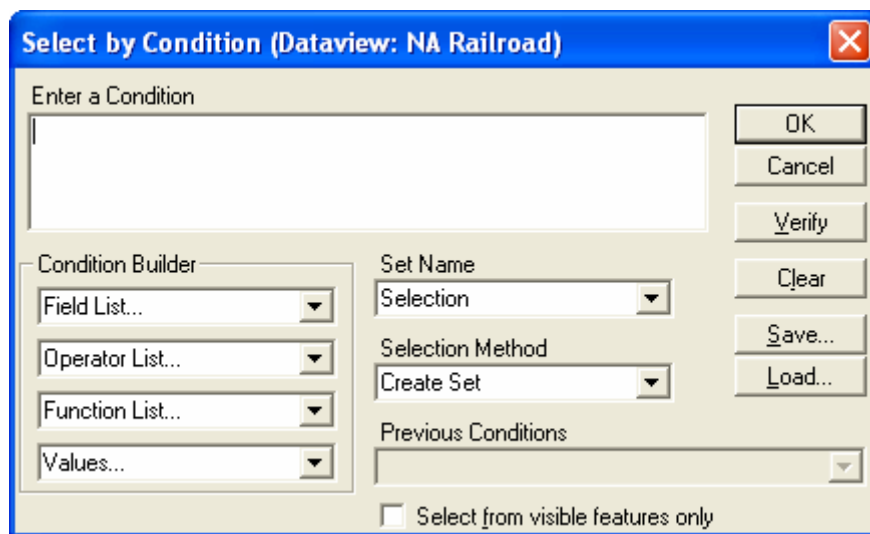 Select by Condition (Dataview: NA Railroad)
Enter a Condition
OK
Cancel
Verify
Clear
Save...
Load...
Condition Builder
Field List...
Operator List...
Function List...
Values...
Set Name
Selection
Selection Method
Create Set
Previous Conditions
Select from visible features only